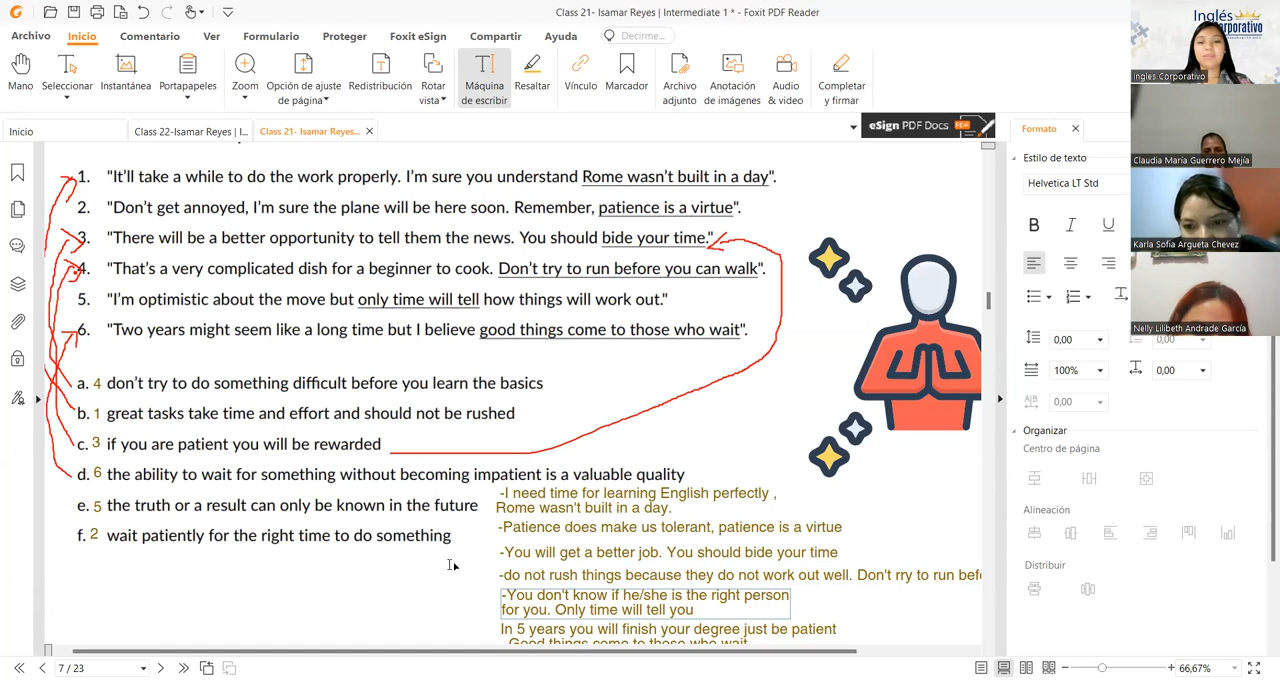 Class 21- Isamar Reyes | Intermediate 1 * - Foxit PDF Reader
Archivo Inicio Comentario Ver Formulario Proteger Foxit eSign Compartir Ayuda Decirme...
Mano Seleccionar Instantánea Portapapeles Zoom Opción de ajuste de página Redistribución Rotar vista Máquina de escribir Resaltar Vínculo Marcador Archivo adjunto Anotación de imágenes Audio & video Completar y firmar
Inicio Class 22-Isamar Reyes | I... Class 21- Isamar Reyes... eSign PDF Docs
1. "It'll take a while to do the work properly. I'm sure you understand Rome wasn't built in a day".
2. "Don't get annoyed, I'm sure the plane will be here soon. Remember, patience is a virtue".
3. "There will be a better opportunity to tell them the news. You should bide your time."
4. "That's a very complicated dish for a beginner to cook. Don't try to run before you can walk".
5. "I'm optimistic about the move but only time will tell how things will work out."
6. "Two years might seem like a long time but I believe good things come to those who wait".
a. 4 don't try to do something difficult before you learn the basics
b. 1 great tasks take time and effort and should not be rushed
c. 3 if you are patient you will be rewarded
d. 6 the ability to wait for something without becoming impatient is a valuable quality
e. 5 the truth or a result can only be known in the future
f. 2 wait patiently for the right time to do something
-I need time for learning English perfectly ,
Rome wasn't built in a day.
-Patience does make us tolerant, patience is a virtue
-You will get a better job. You should bide your time
-do not rush things because they do not work out well. Don't rry to run befo
-You don't know if he/she is the right person
for you. Only time will tell you
In 5 years you will finish your degree just be patient
Good things come to those who wait
Formato
Estilo de texto
Helvetica LT Std
B I U
0,00 0,00
100% 0,00
0,00
Organizar
Centro de página
Alineación
Distribuir
7 / 23
66,67%
Inglés
Corporativo
Ingles Corporativo
Claudia María Guerrero Mejía
Karla Sofia Argueta Chevez
Nelly Lilibeth Andrade García